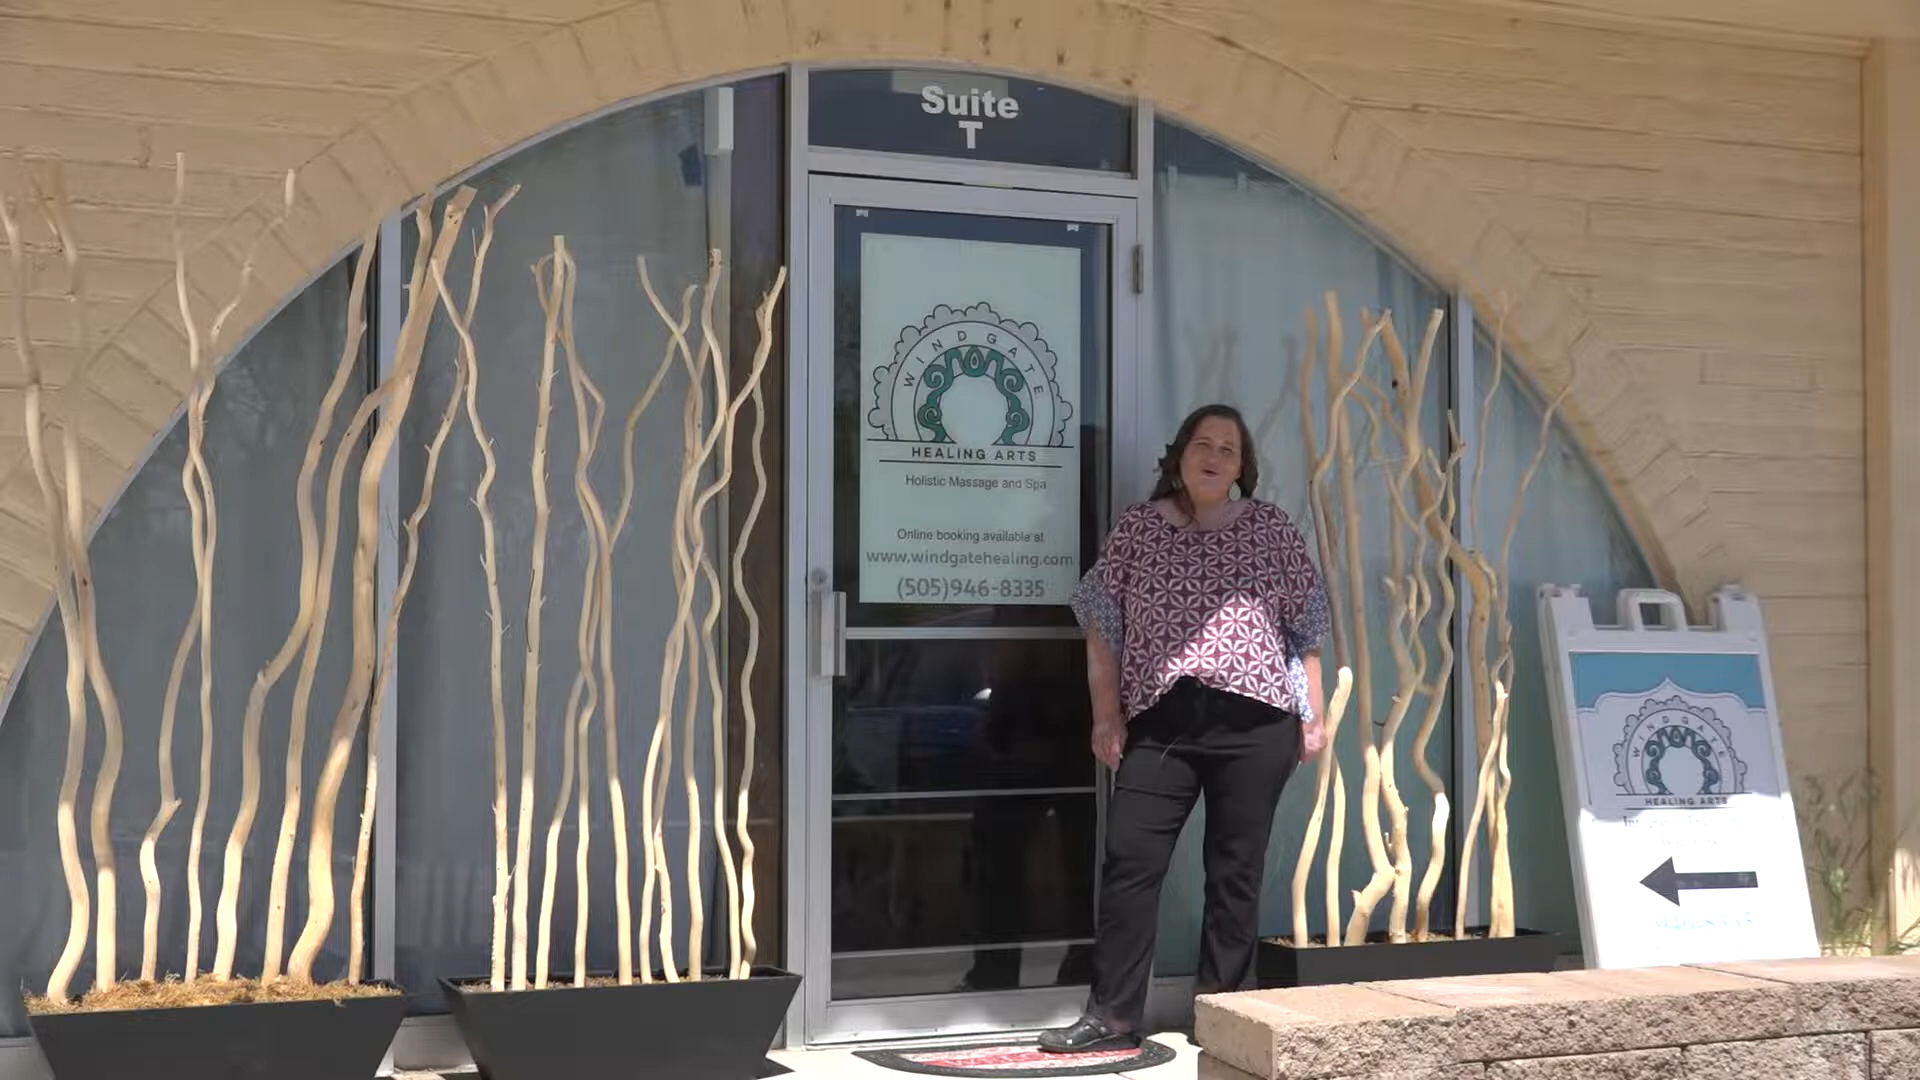 Suite
T
WINDGATE
HEALING ARTS
Holistic Massage and Spa
Online booking available at
www.windgatehealing.com
(505)946-8335
WINDGATE
HEALING ARTS